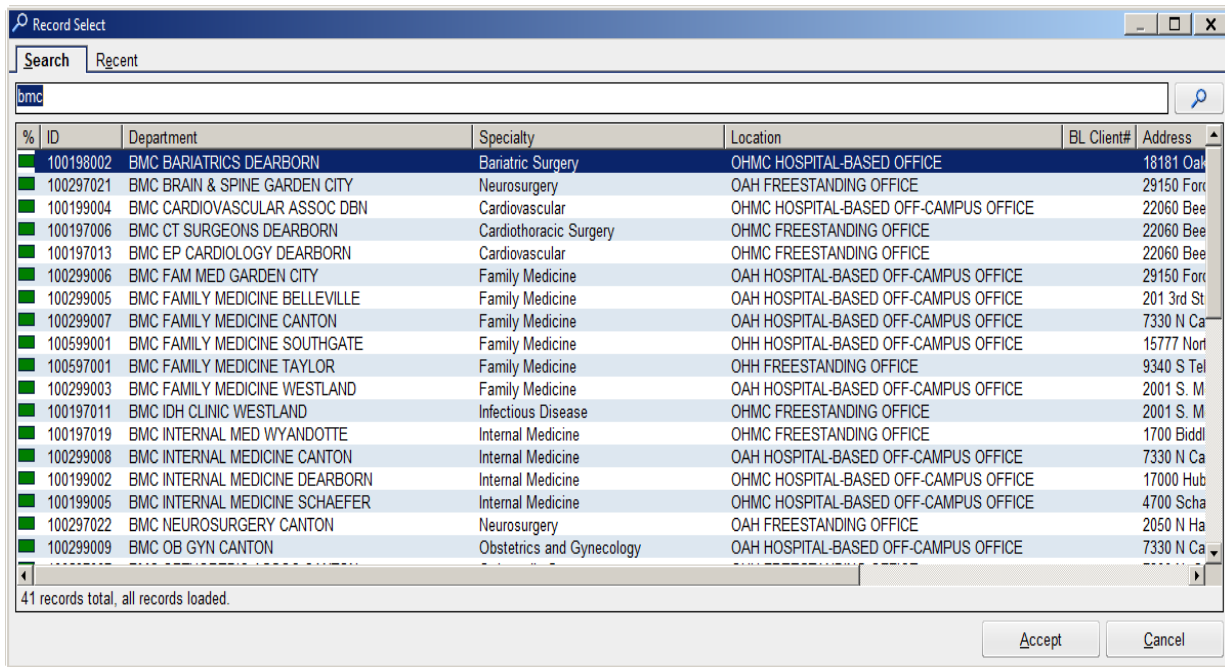 Record Select
Search Recent
bmc
% ID Department Specialty Location BL Client# Address
100198002 BMC BARIATRICS DEARBORN Bariatric Surgery OHMC HOSPITAL-BASED OFFICE 18181 Oak
100297021 BMC BRAIN & SPINE GARDEN CITY Neurosurgery OAH FREESTANDING OFFICE 29150 Ford
100199004 BMC CARDIOVASCULAR ASSOC DBN Cardiovascular OHMC HOSPITAL-BASED OFF-CAMPUS OFFICE 22060 Bee
100197006 BMC CT SURGEONS DEARBORN Cardiothoracic Surgery OHMC FREESTANDING OFFICE 22060 Bee
100197013 BMC EP CARDIOLOGY DEARBORN Cardiovascular OHMC FREESTANDING OFFICE 22060 Bee
100299006 BMC FAM MED GARDEN CITY Family Medicine OAH HOSPITAL-BASED OFF-CAMPUS OFFICE 29150 Ford
100299005 BMC FAMILY MEDICINE BELLEVILLE Family Medicine OAH HOSPITAL-BASED OFF-CAMPUS OFFICE 201 3rd St
100299007 BMC FAMILY MEDICINE CANTON Family Medicine OAH HOSPITAL-BASED OFF-CAMPUS OFFICE 7330 N Ca
100599001 BMC FAMILY MEDICINE SOUTHGATE Family Medicine OHH HOSPITAL-BASED OFF-CAMPUS OFFICE 15777 Nort
100597001 BMC FAMILY MEDICINE TAYLOR Family Medicine OHH FREESTANDING OFFICE 9340 S Tel
100299003 BMC FAMILY MEDICINE WESTLAND Family Medicine OAH HOSPITAL-BASED OFF-CAMPUS OFFICE 2001 S. M
100197011 BMC IDH CLINIC WESTLAND Infectious Disease OHMC FREESTANDING OFFICE 2001 S. M
100197019 BMC INTERNAL MED WYANDOTTE Internal Medicine OHMC FREESTANDING OFFICE 1700 Biddl
100299008 BMC INTERNAL MEDICINE CANTON Internal Medicine OAH HOSPITAL-BASED OFF-CAMPUS OFFICE 7330 N Ca
100199002 BMC INTERNAL MEDICINE DEARBORN Internal Medicine OHMC HOSPITAL-BASED OFF-CAMPUS OFFICE 17000 Hub
100199005 BMC INTERNAL MEDICINE SCHAEFER Internal Medicine OHMC HOSPITAL-BASED OFF-CAMPUS OFFICE 4700 Scha
100297022 BMC NEUROSURGERY CANTON Neurosurgery OAH FREESTANDING OFFICE 2050 N Ha
100299009 BMC OB GYN CANTON Obstetrics and Gynecology OAH HOSPITAL-BASED OFF-CAMPUS OFFICE 7330 N Ca
41 records total, all records loaded.
Accept Cancel